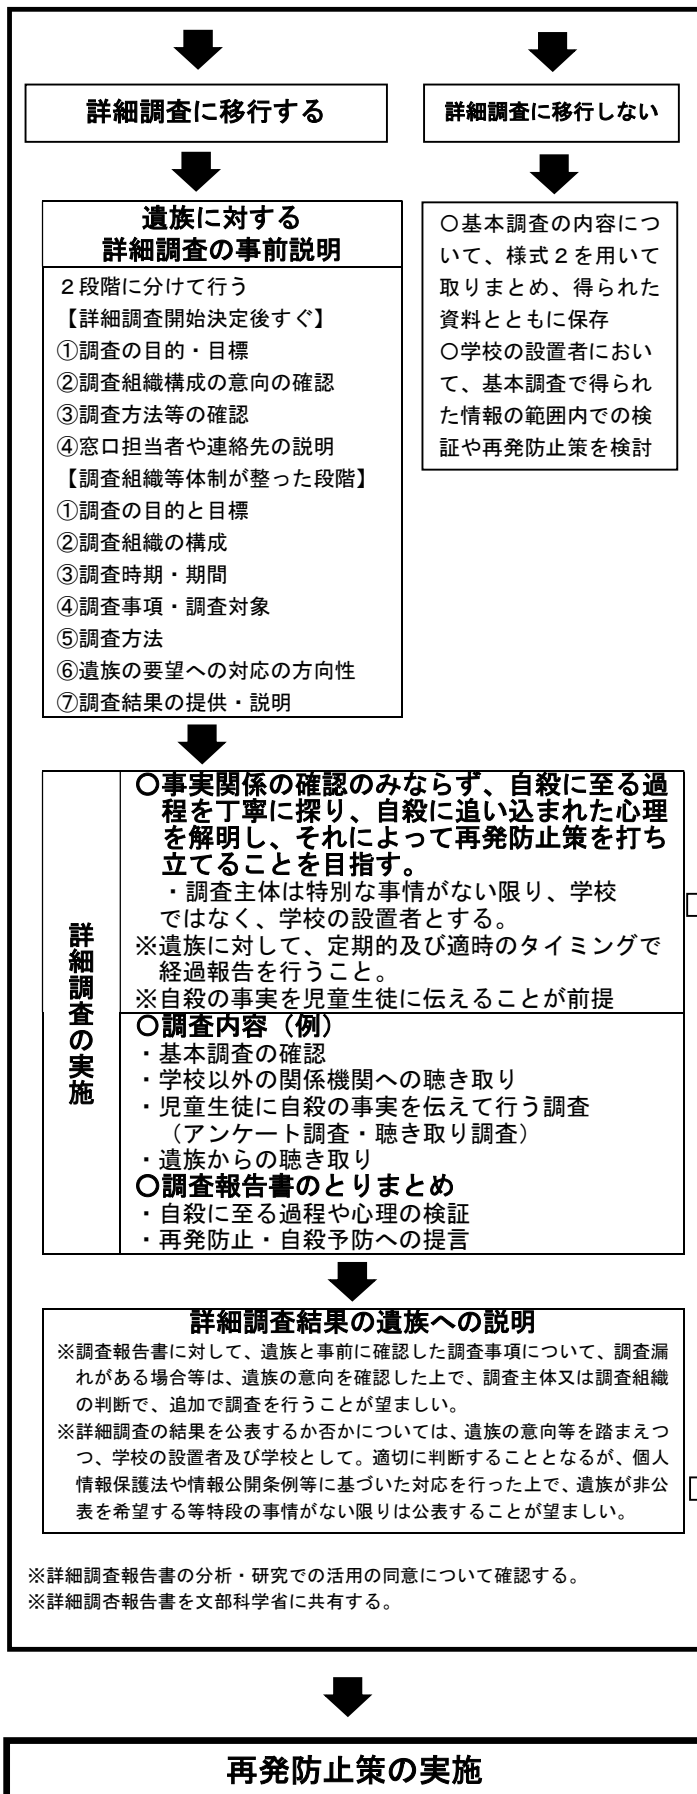 詳細調査に移行する
詳細調査に移行しない
遺族に対する
詳細調査の事前説明
２段階に分けて行う
【詳細調査開始決定後すぐ】
①調査の目的・目標
②調査組織構成の意向の確認
③調査方法等の確認
④窓口担当者や連絡先の説明
【調査組織等体制が整った段階】
①調査の目的と目標
②調査組織の構成
③調査時期・期間
④調査事項・調査対象
⑤調査方法
⑥遺族の要望への対応の方向性
⑦調査結果の提供・説明
〇基本調査の内容につ
いて、様式２を用いて
取りまとめ、得られた
資料とともに保存
〇学校の設置者におい
て、基本調査で得られ
た情報の範囲内での検
証や再発防止策を検討
詳細調査の実施
〇事実関係の確認のみならず、自殺に至る過
程を丁寧に探り、自殺に追い込まれた心理
を解明し、それによって再発防止策を打ち
立てることを目指す。
・調査主体は特別な事情がない限り、学校
ではなく、学校の設置者とする。
※遺族に対して、定期的及び適時のタイミングで
経過報告を行うこと。
※自殺の事実を児童生徒に伝えることが前提
〇調査内容（例）
・基本調査の確認
・学校以外の関係機関への聴き取り
・児童生徒に自殺の事実を伝えて行う調査
（アンケート調査・聴き取り調査）
・遺族からの聴き取り
〇調査報告書のとりまとめ
・自殺に至る過程や心理の検証
・再発防止・自殺予防への提言
詳細調査結果の遺族への説明
※調査報告書に対して、遺族と事前に確認した調査事項について、調査漏
れがある場合等は、遺族の意向を確認した上で、調査主体又は調査組織
の判断で、追加で調査を行うことが望ましい。
※詳細調査の結果を公表するか否かについては、遺族の意向等を踏まえつ
つ、学校の設置者及び学校として。適切に判断することとなるが、個人
情報保護法や情報公開条例等に基づいた対応を行った上で、遺族が非公
表を希望する等特段の事情がない限りは公表することが望ましい。
※詳細調査報告書の分析・研究での活用の同意について確認する。
※詳細調杳報告書を文部科学省に共有する。
再発防止策の実施